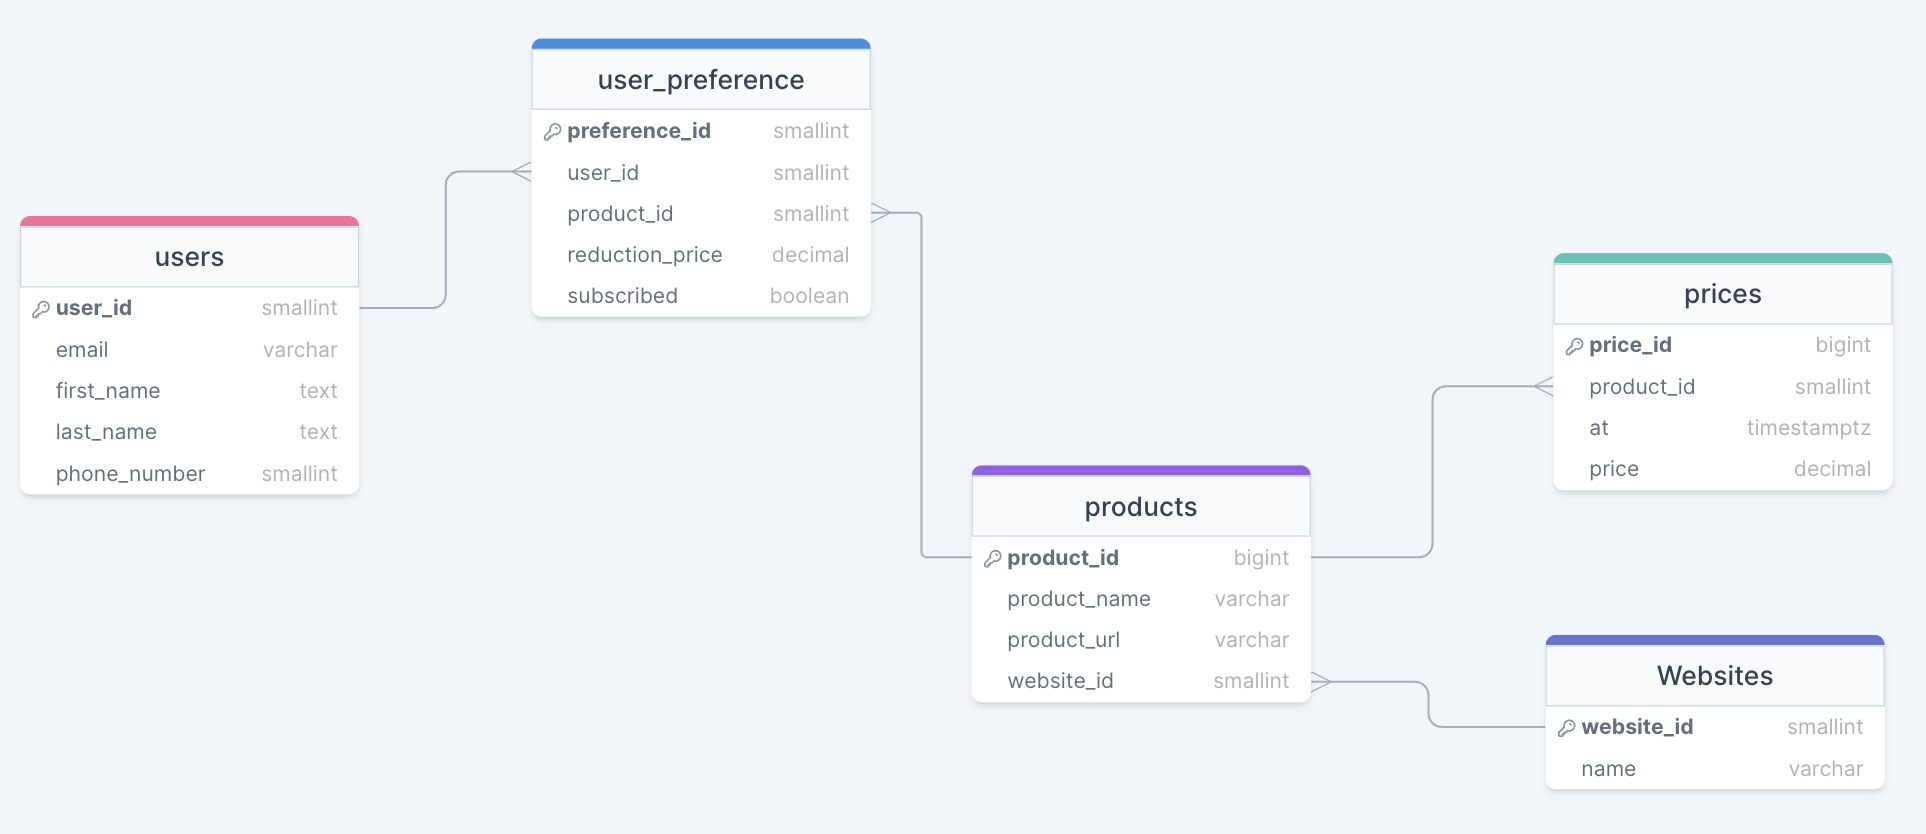 user_preference
preference_id smallint
user_id smallint
product_id smallint
reduction_price decimal
subscribed boolean
users
user_id smallint
email varchar
first_name text
last_name text
phone_number smallint
products
product_id bigint
product_name varchar
product_url varchar
website_id smallint
prices
price_id bigint
product_id smallint
at timestamptz
price decimal
Websites
website_id smallint
name varchar